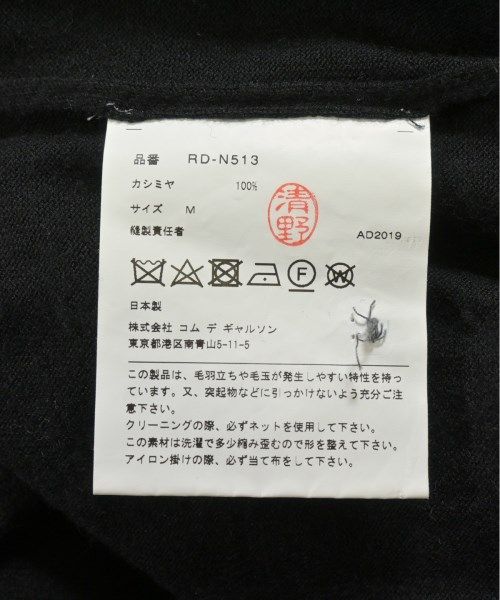 品番 RD-N513
カシミヤ 100%
サイズ M
清野
縫製責任者 AD2019
F W
日本製
株式会社 コム デ ギャルソン
東京都港区南青山5-11-5
この製品は、毛羽立ちや毛玉が発生しやすい特性を持っ
ています。又、突起物などに引っかけないよう充分ご注
意下さい。
クリーニングの際、必ずネットを使用して下さい。
この素材は洗濯で多少縮み歪むので形を整えて下さい。
アイロン掛けの際、必ず当て布をして下さい。